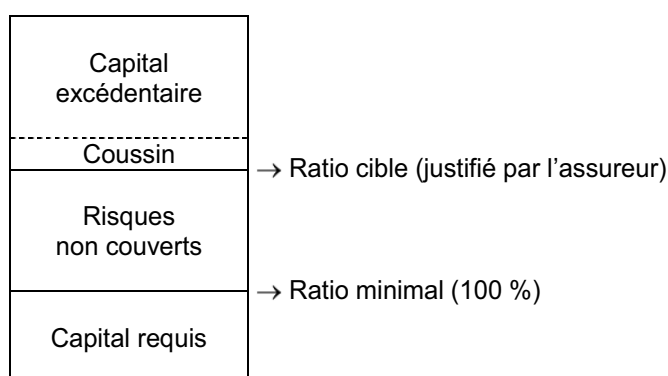 Capital
excédentaire
Coussin
→ Ratio cible (justifié par l’assureur)
Risques
non couverts
→ Ratio minimal (100 %)
Capital requis